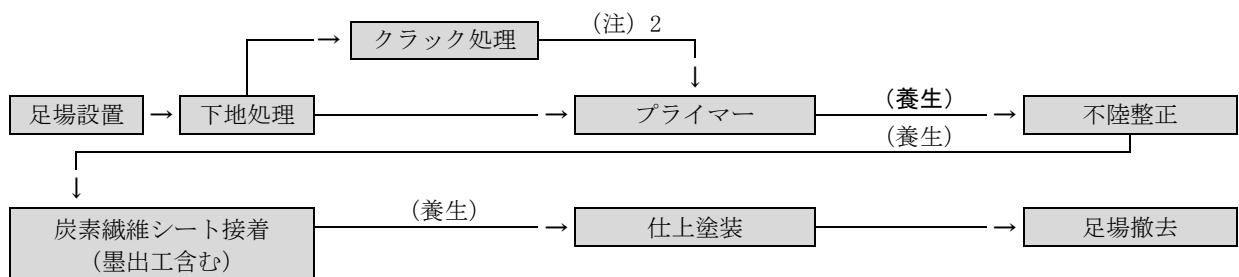 クラック処理
(注) 2
足場設置
下地処理
プライマー
(養生)
不陸整正
(養生)
炭素繊維シート接着
(墨出工含む)
(養生)
仕上塗装
足場撤去